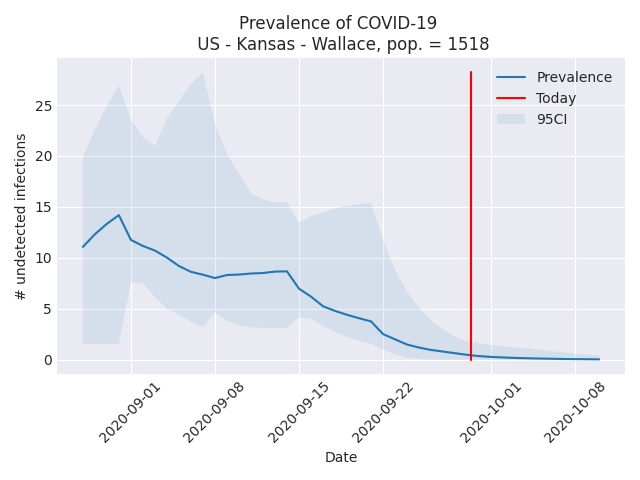 Prevalence of COVID-19
US - Kansas - Wallace, pop. = 1518
Prevalence
Today
95CI
# undetected infections
25
20
15
10
5
0
2020-09-01
2020-09-08
2020-09-15
2020-09-22
2020-10-01
2020-10-08
Date